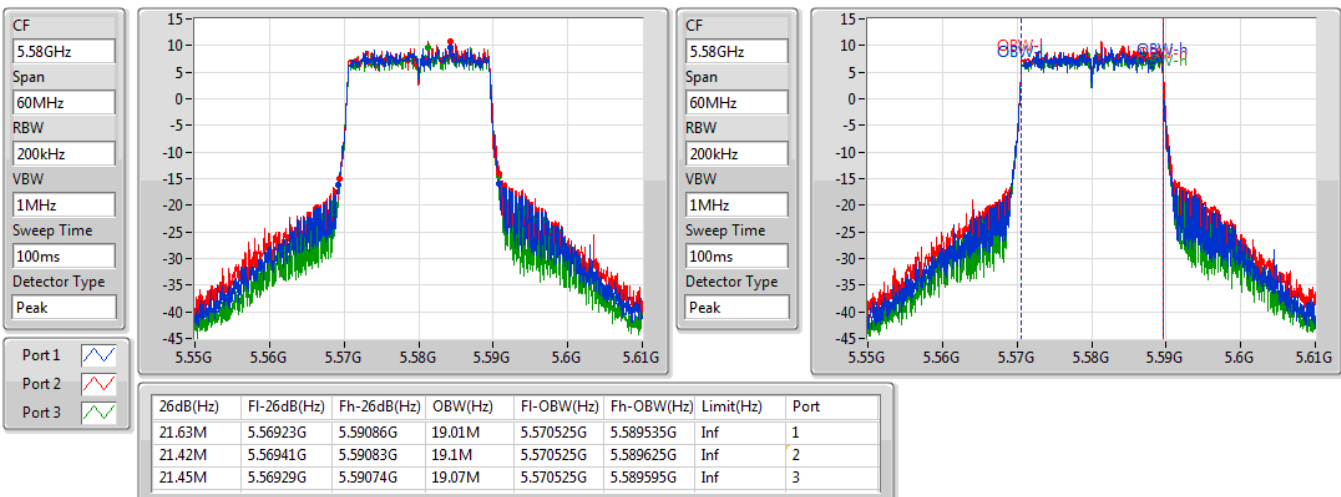 CF
5.58GHz
Span
60MHz
RBW
200kHz
VBW
1MHz
Sweep Time
100ms
Detector Type
Peak
15
10
5
0
-5
-10
-15
-20
-25
-30
-35
-40
-45
5.55G 5.56G 5.57G 5.58G 5.59G 5.6G 5.61G
CF
5.58GHz
Span
60MHz
RBW
200kHz
VBW
1MHz
Sweep Time
100ms
Detector Type
Peak
15
10
5
0
-5
-10
-15
-20
-25
-30
-35
-40
-45
OBW-l
OBW-h
5.55G 5.56G 5.57G 5.58G 5.59G 5.6G 5.61G
Port 1
Port 2
Port 3
26dB(Hz) Fl-26dB(Hz) Fh-26dB(Hz) OBW(Hz) Fl-OBW(Hz) Fh-OBW(Hz) Limit(Hz) Port
21.63M 5.56923G 5.59086G 19.01M 5.570525G 5.589535G Inf 1
21.42M 5.56941G 5.59083G 19.1M 5.570525G 5.589625G Inf 2
21.45M 5.56929G 5.59074G 19.07M 5.570525G 5.589595G Inf 3